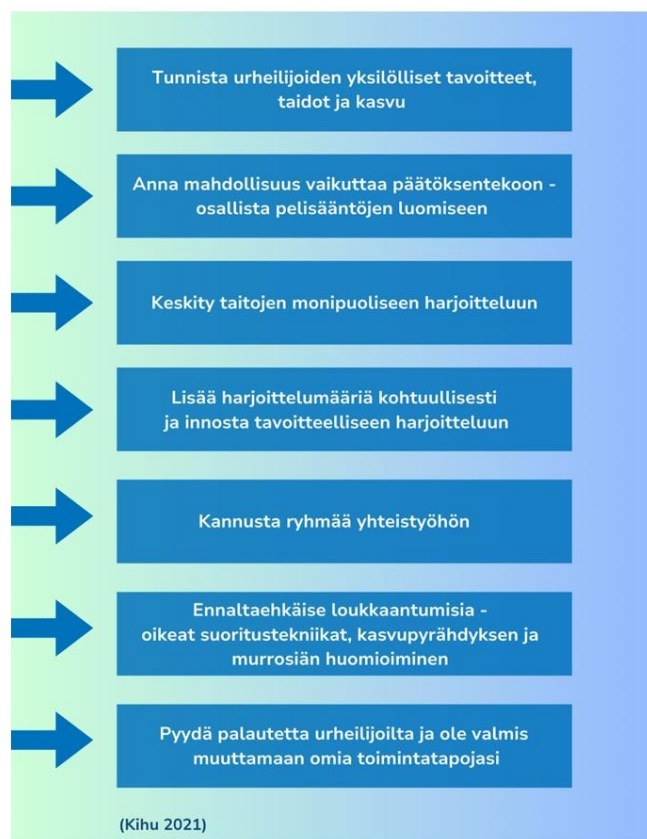 Tunnista urheilijoiden yksilölliset tavoitteet,
taidot ja kasvu
Anna mahdollisuus vaikuttaa päätöksentekoon -
osallista pelisääntöjen luomiseen
Keskity taitojen monipuoliseen harjoitteluun
Lisää harjoittelumääriä kohtuullisesti
ja innosta tavoitteelliseen harjoitteluun
Kannusta ryhmää yhteistyöhön
Ennaltaehkäise loukkaantumisia -
oikeat suoritustekniikat, kasvupyrähdyksen ja
murrosiän huomioiminen
Pyydä palautetta urheilijoilta ja ole valmis
muuttamaan omia toimintatapojasi
(Kihu 2021)